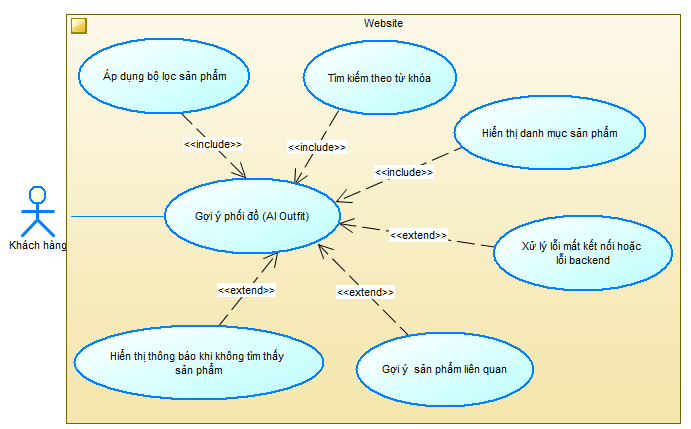 Website
Áp dụng bộ lọc sản phẩm
Tìm kiếm theo từ khóa
Hiển thị danh mục sản phẩm
<<include>>
<<include>>
<<include>>
Gợi ý phối đồ (AI Outfit)
Khách hàng
<<extend>>
Xử lý lỗi mất kết nối hoặc
lỗi backend
<<extend>>
<<extend>>
Hiển thị thông báo khi không tìm thấy
sản phẩm
Gợi ý sản phẩm liên quan